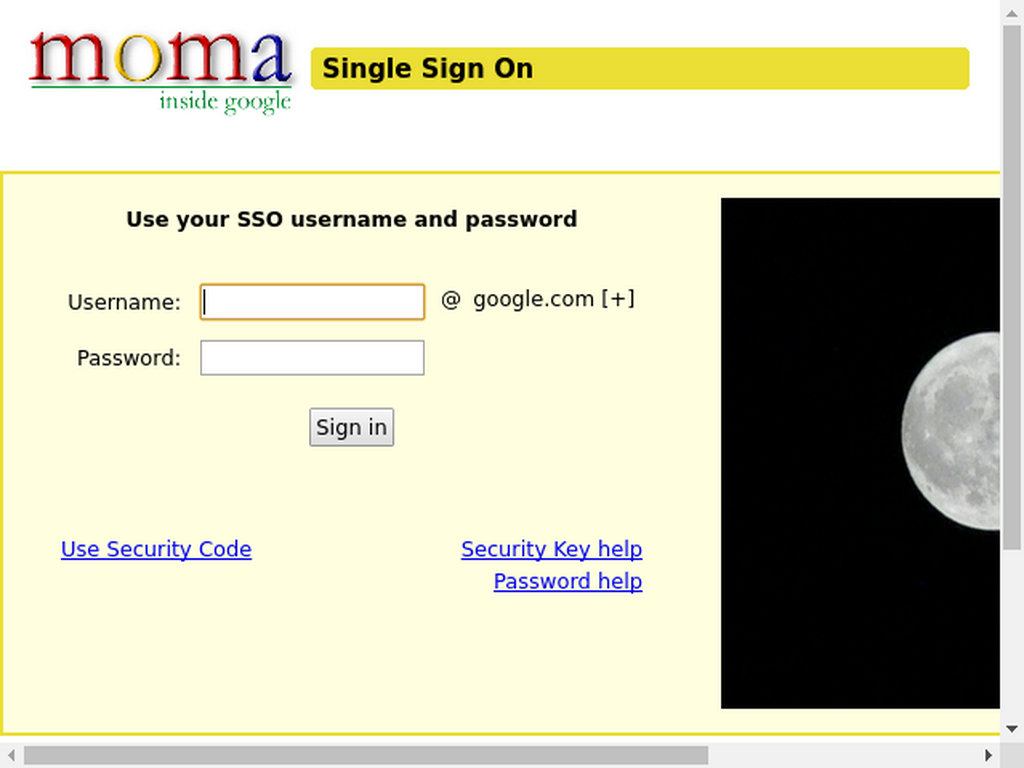 moma
inside google
Single Sign On
Use your SSO username and password
Username:
@ google.com [+]
Password:
Sign in
Use Security Code
Security Key help
Password help